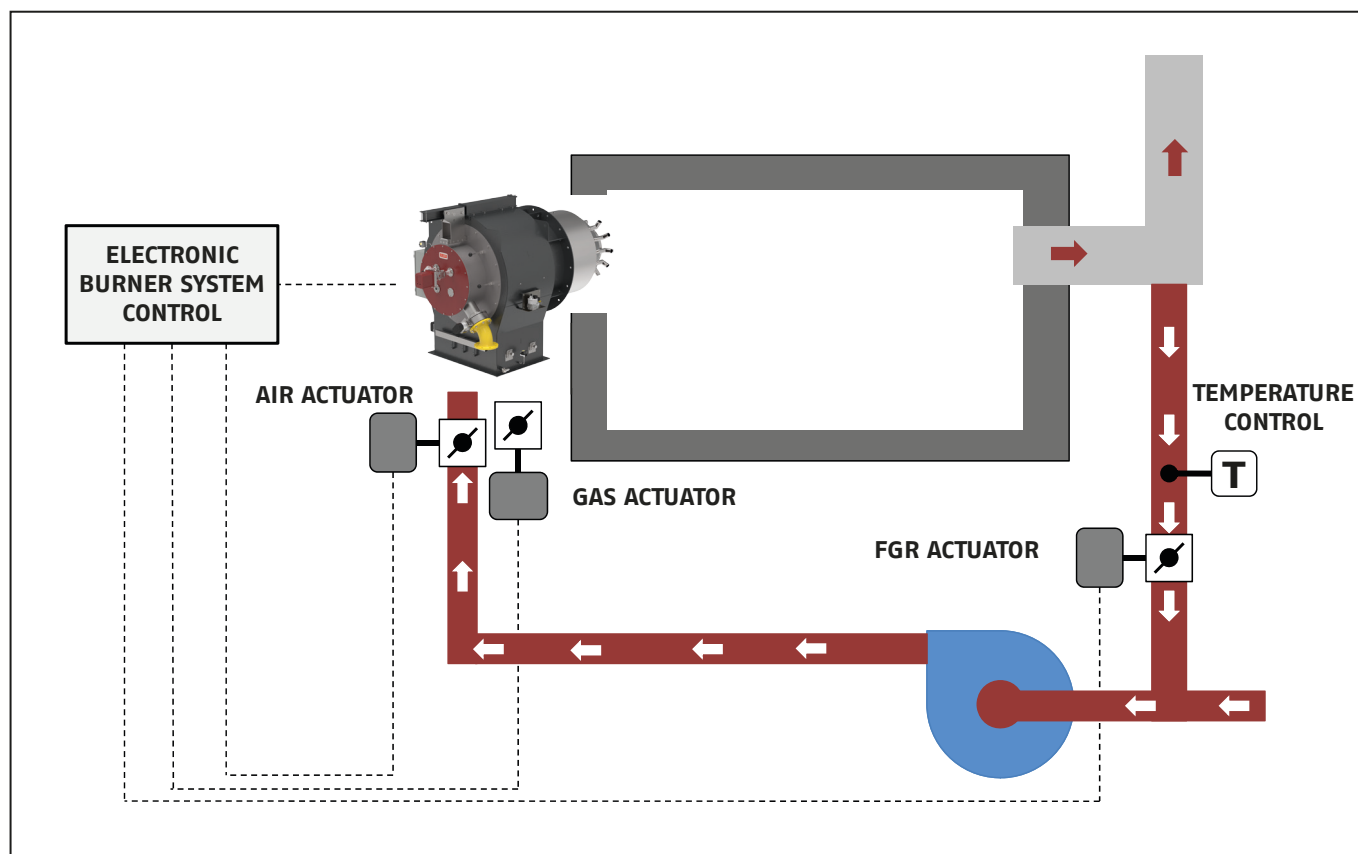 ELECTRONIC
BURNER SYSTEM
CONTROL
AIR ACTUATOR
GAS ACTUATOR
TEMPERATURE
CONTROL
T
FGR ACTUATOR